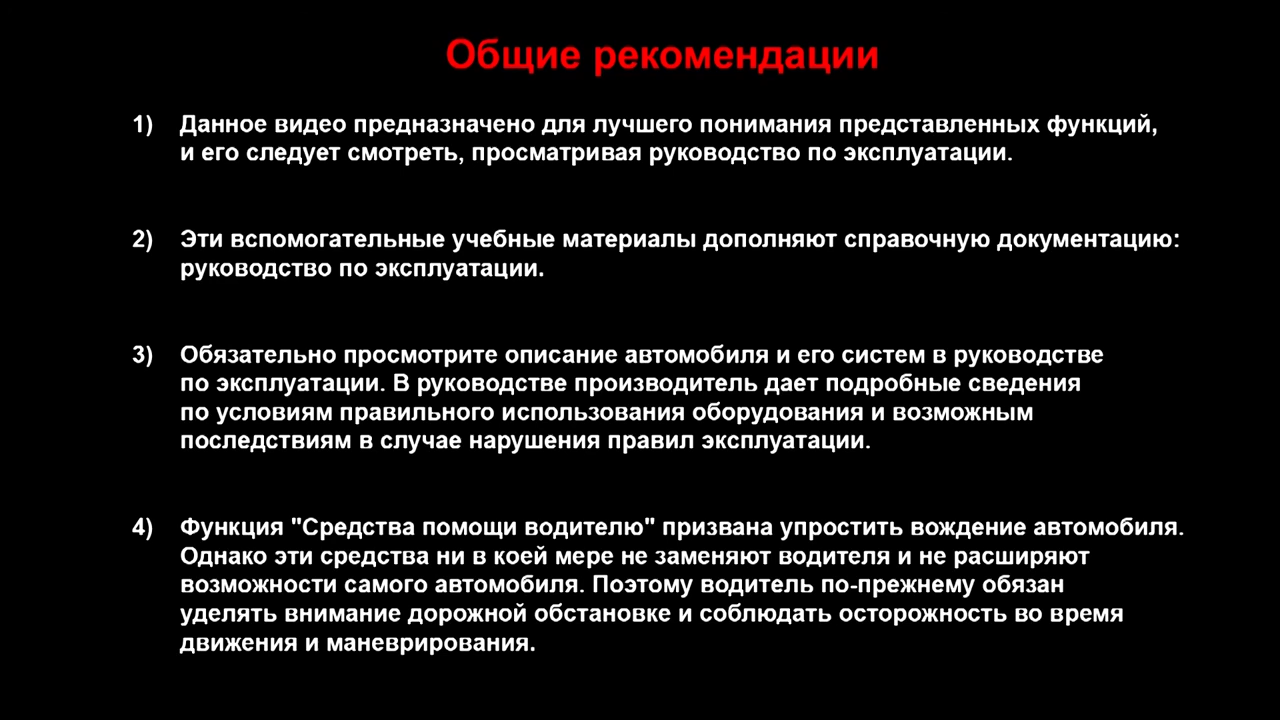 Общие рекомендации
1) Данное видео предназначено для лучшего понимания представленных функций,
и его следует смотреть, просматривая руководство по эксплуатации.
2) Эти вспомогательные учебные материалы дополняют справочную документацию:
руководство по эксплуатации.
3) Обязательно просмотрите описание автомобиля и его систем в руководстве
по эксплуатации. В руководстве производитель дает подробные сведения
по условиям правильного использования оборудования и возможным
последствиям в случае нарушения правил эксплуатации.
4) Функция "Средства помощи водителю" призвана упростить вождение автомобиля.
Однако эти средства ни в коей мере не заменяют водителя и не расширяют
возможности самого автомобиля. Поэтому водитель по-прежнему обязан
уделять внимание дорожной обстановке и соблюдать осторожность во время
движения и маневрирования.